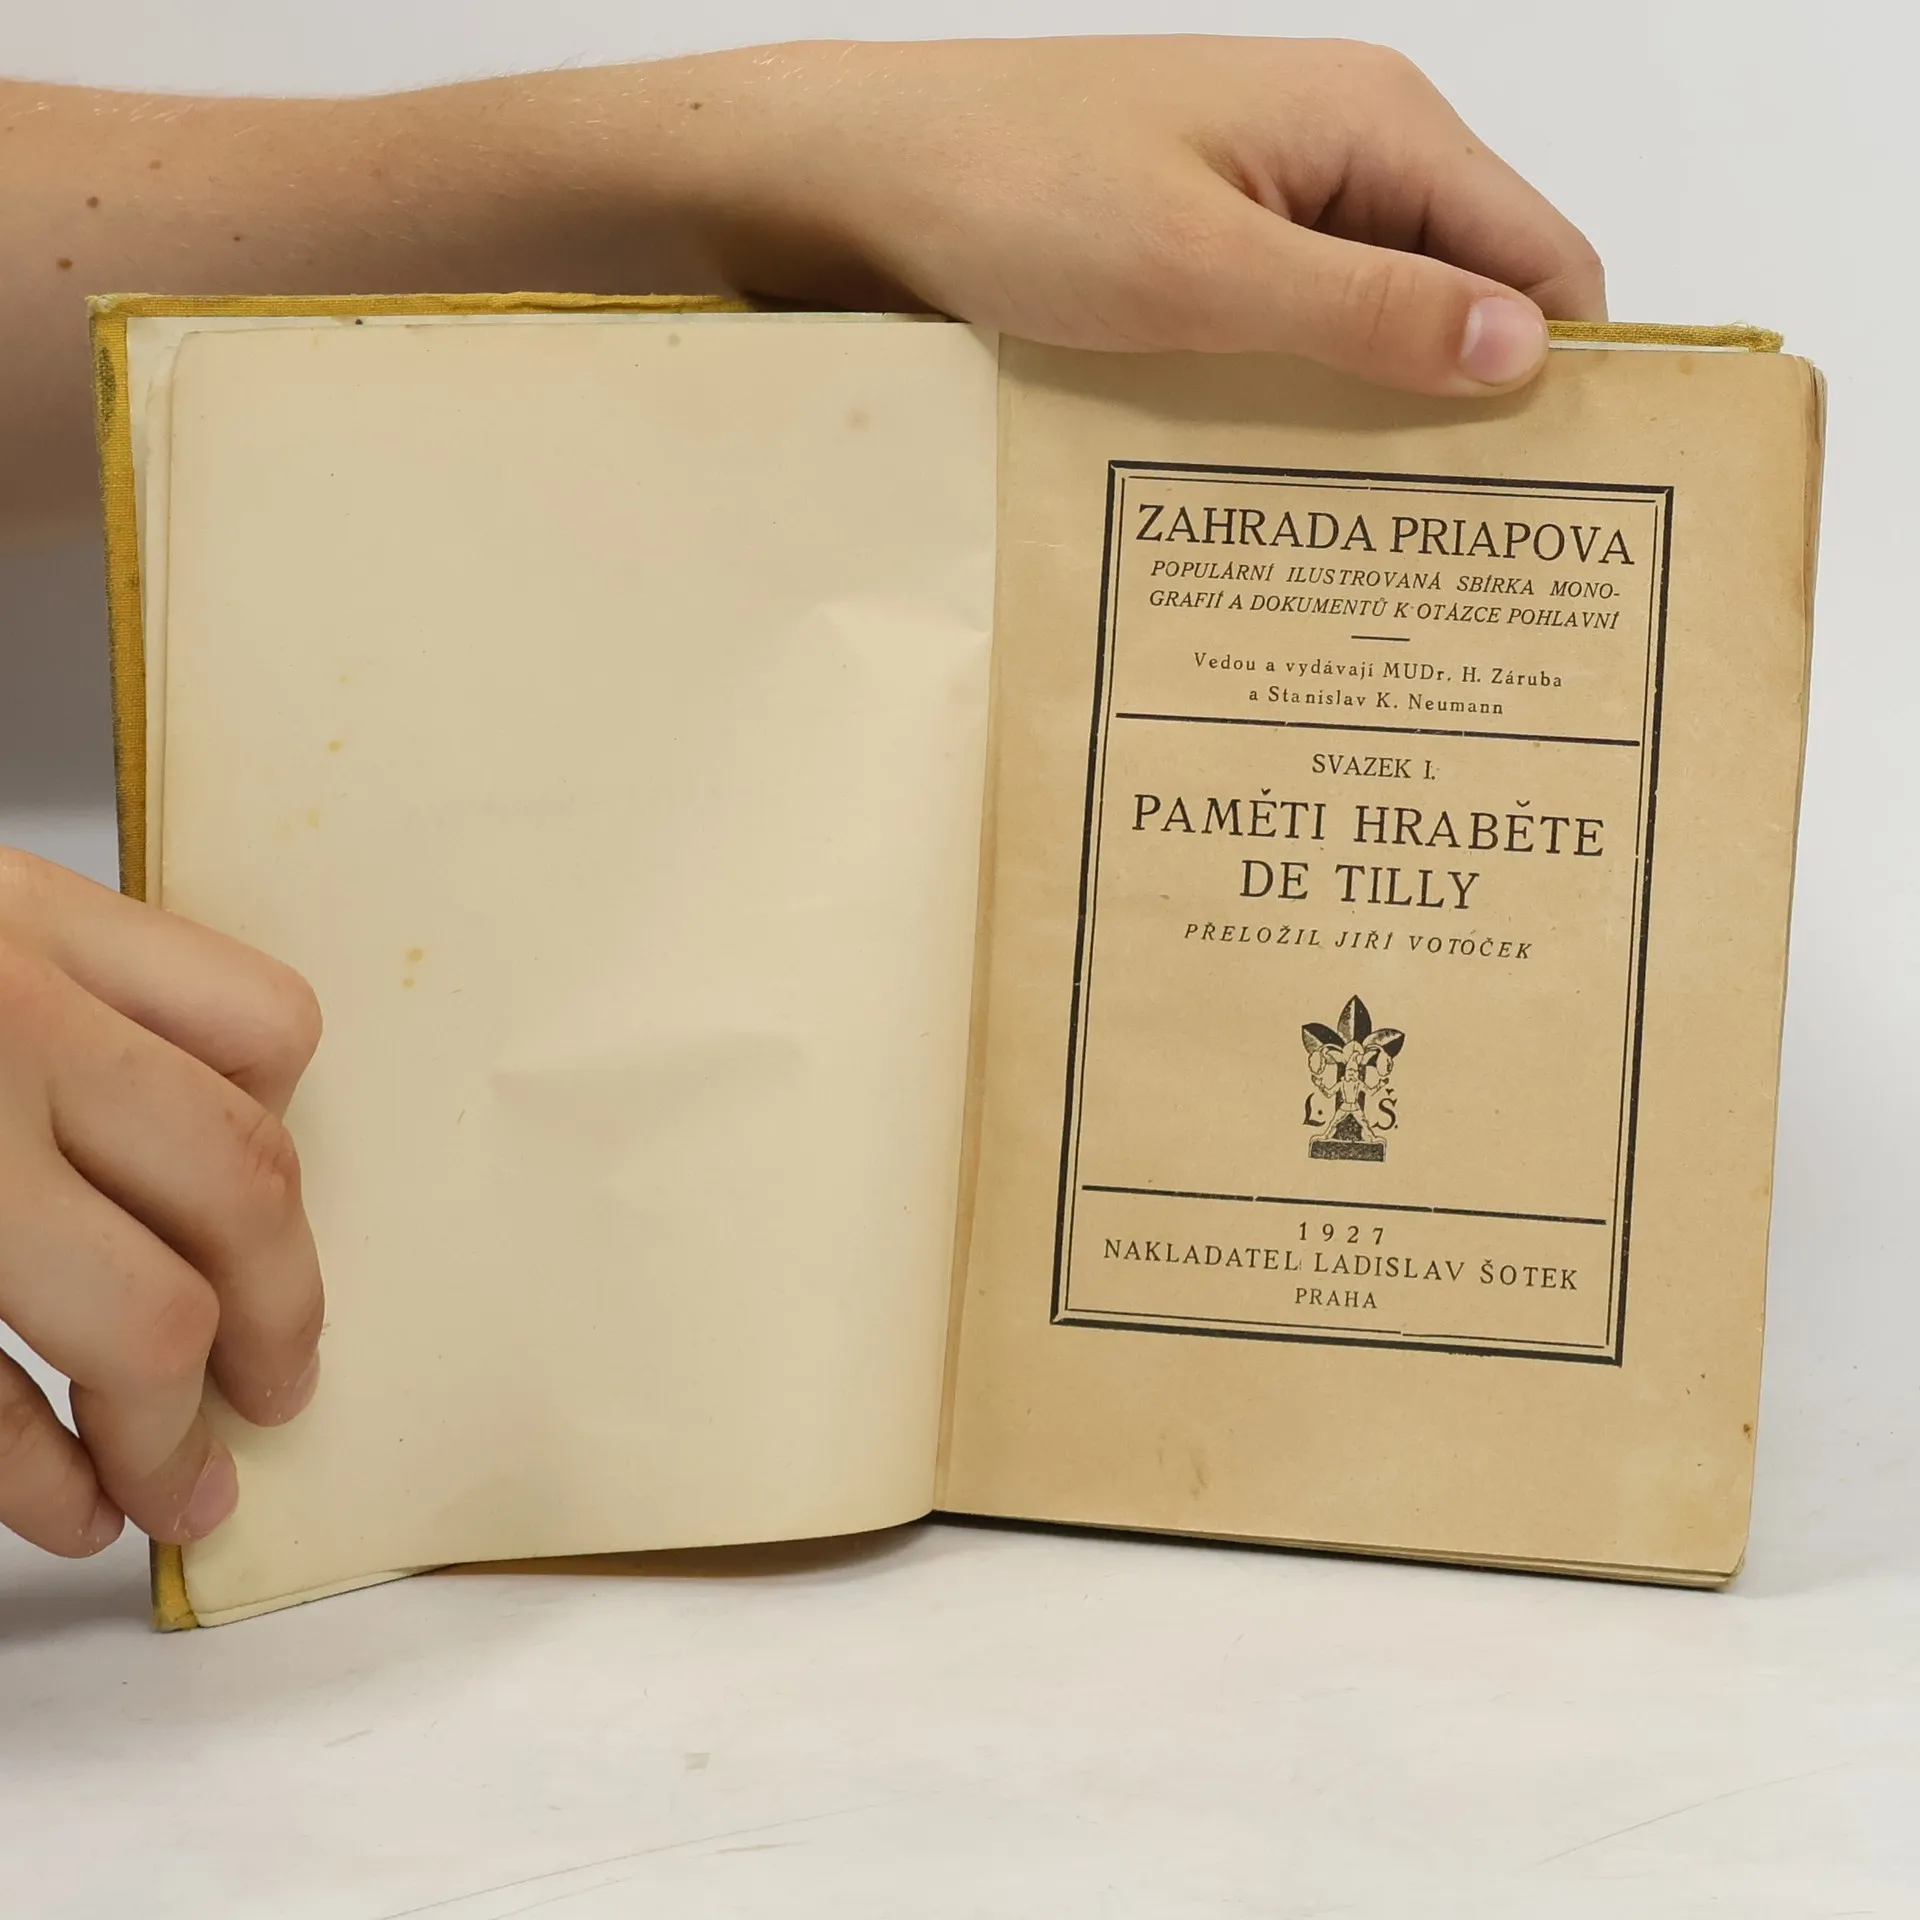 ZAHRADA PRIAPOVA
POPULÁRNÍ ILUSTROVANÁ SBÍRKA MONO-
GRAFIÍ A DOKUMENTŮ K OTÁZCE POHLAVNÍ
Vedou a vydávají MUDr. H. Záruba
a Stanislav K. Neumann
SVAZEK I.
PAMĚTI HRABĚTE
DE TILLY
PŘELOŽIL JIŘÍ VOTOČEK
L. Š.
1927
NAKLADATEL LADISLAV ŠOTEK
PRAHA